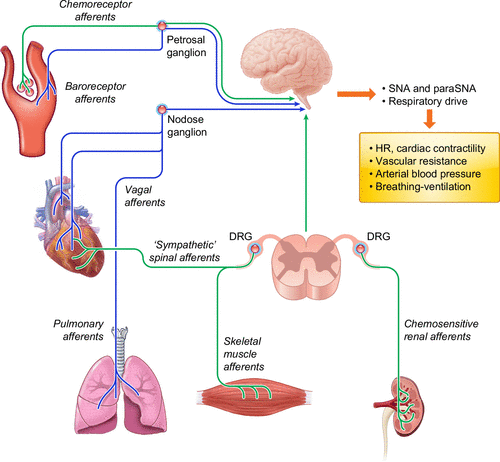 Chemoreceptor
afferents
Petrosal
ganglion
Baroreceptor
afferents
• SNA and paraSNA
• Respiratory drive
Nodose
ganglion
• HR, cardiac contractility
• Vascular resistance
• Arterial blood pressure
• Breathing-ventilation
Vagal
afferents
'Sympathetic'
spinal afferents
DRG
DRG
Pulmonary
afferents
Skeletal
muscle
afferents
Chemosensitive
renal afferents